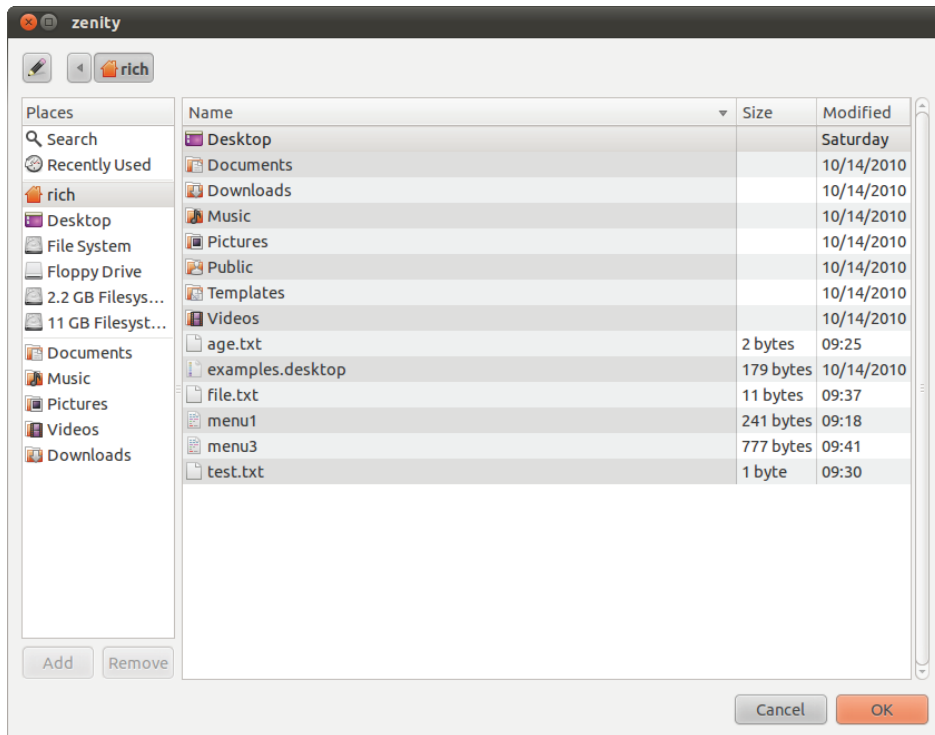 zenity
rich
Places
Search
Recently Used
rich
Desktop
File System
Floppy Drive
2.2 GB Filesys...
11 GB Filesyst...
Documents
Music
Pictures
Videos
Downloads
Add Remove
Name Size Modified
Desktop Saturday
Documents 10/14/2010
Downloads 10/14/2010
Music 10/14/2010
Pictures 10/14/2010
Public 10/14/2010
Templates 10/14/2010
Videos 10/14/2010
age.txt 2 bytes 09:25
examples.desktop 179 bytes 10/14/2010
file.txt 11 bytes 09:37
menu1 241 bytes 09:18
menu3 777 bytes 09:41
test.txt 1 byte 09:30
Cancel OK